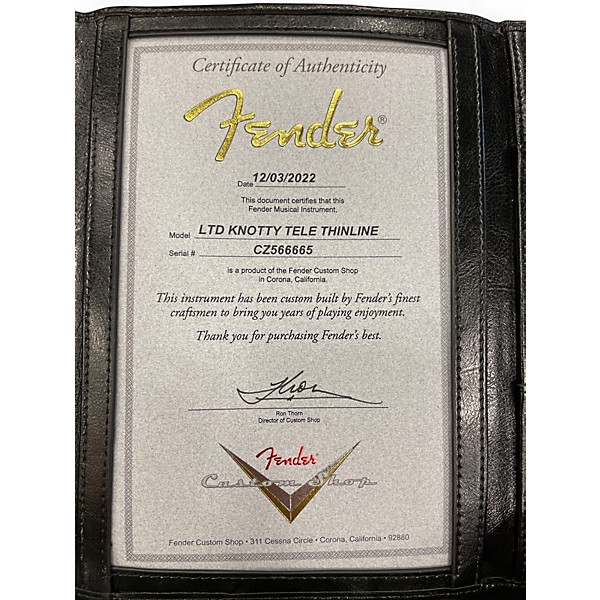 Certificate of Authenticity
Fender®
Date 12/03/2022
This document certifies that this
Fender Musical Instrument.
Model LTD KNOTTY TELE THINLINE
Serial # CZ566665
is a product of the Fender Custom Shop
in Corona, California.
This instrument has been custom built by Fender's finest
craftsmen to bring you years of playing enjoyment.
Thank you for purchasing Fender's best.
Ron Thorn
Director of Custom Shop
Fender®
Custom Shop
Fender Custom Shop • 311 Cessna Circle • Corona, California • 92880